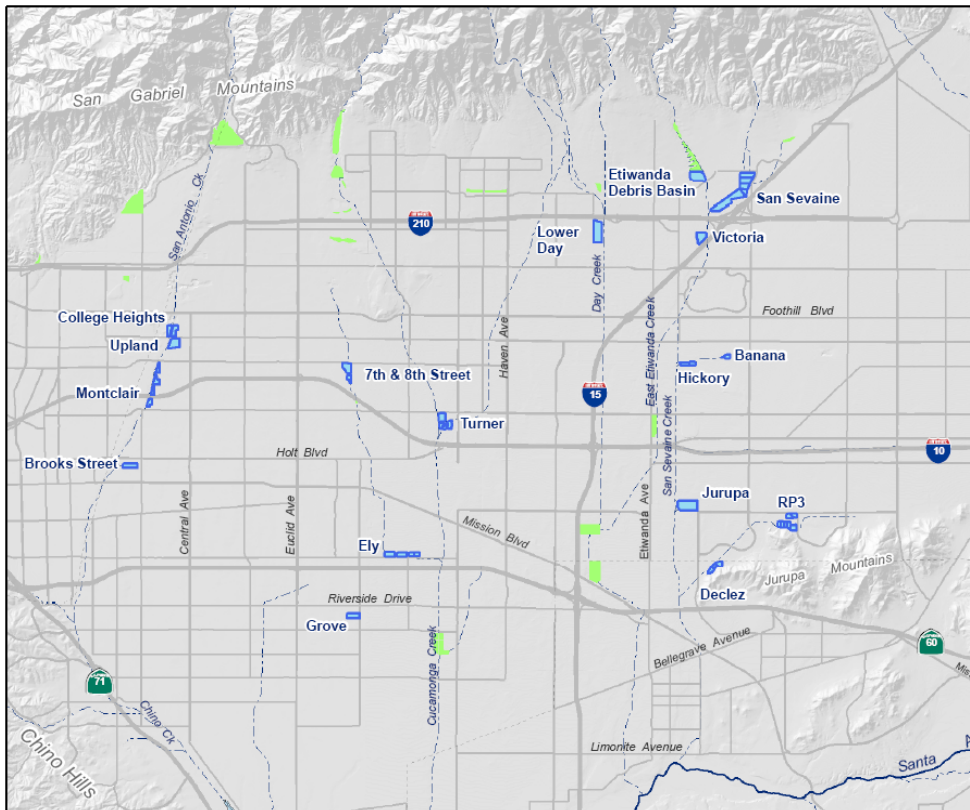 San Gabriel Mountains
San Antonio Ck
210
Etiwanda
Debris Basin
San Sevaine
Lower
Day
Victoria
Day Creek
College Heights
Upland
Foothill Blvd
Haven Ave
East Etiwanda Creek
Banana
Hickory
Montclair
7th & 8th Street
15
San Sevaine Creek
Turner
Holt Blvd
10
Brooks Street
Central Ave
Euclid Ave
Mission Blvd
Etiwanda Ave
Jurupa
RP3
Ely
Jurupa Mountains
Declez
Riverside Drive
Grove
Cucamonga Creek
Bellegrave Avenue
60
71
Chino Ck
Chino Hills
Limonite Avenue
Santa